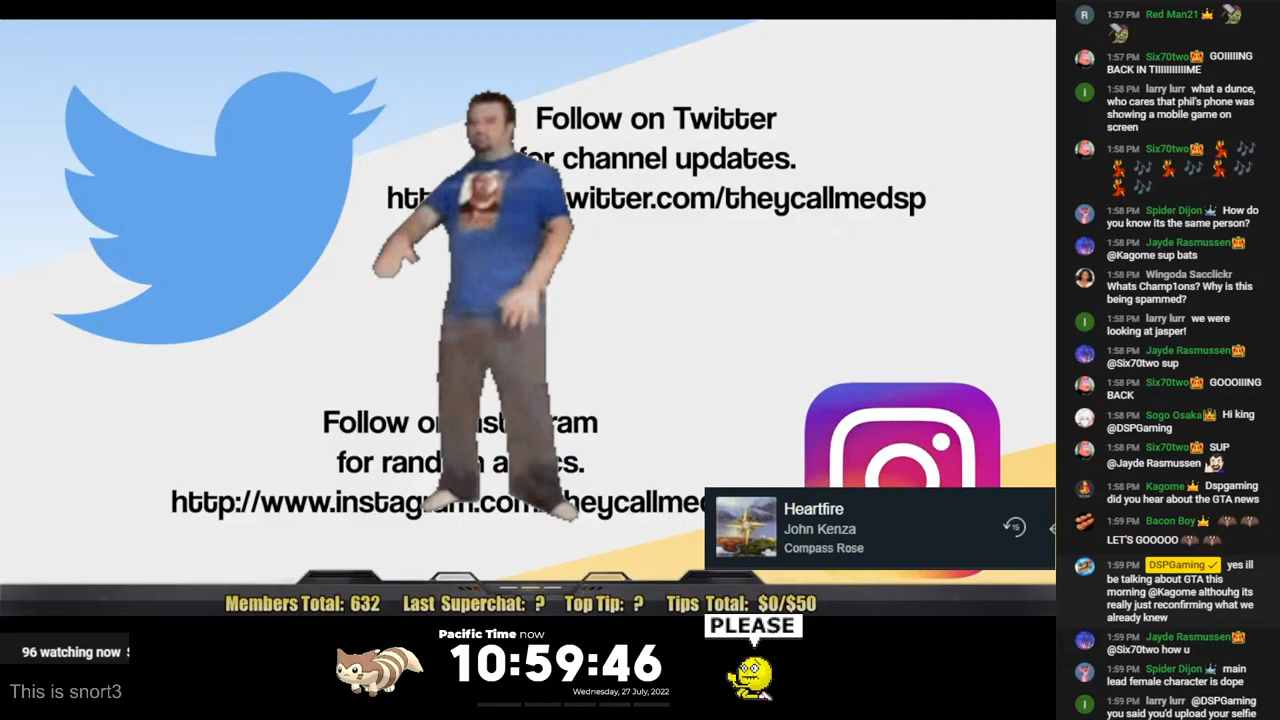 Follow on Twitter
for channel updates.
htt witter.com/theycallmedsp
Follow on Instagram
for random antics.
http://www.instagram.com/theycallmed
Heartfire
John Kenza
Compass Rose
15
Members Total: 632 Last Superchat: ? Top Tip: ? Tips Total: $0/$50
PLEASE
Pacific Time now
10:59:46
Wednesday, 27 July, 2022
96 watching now
This is snort3
R 1:57 PM Red Man21
1:57 PM Six70two GOIIIIING
BACK IN TIIIIIIIIIIIME
I 1:58 PM larry lurr what a dunce,
who cares that phil's phone was
showing a mobile game on
screen
1:58 PM Six70two
1:58 PM Spider Dijon How do
you know its the same person?
1:58 PM Jayde Rasmussen
@Kagome sup bats
1:58 PM Wingoda Sacclickr
Whats Champ1ons? Why is this
being spammed?
I 1:58 PM larry lurr we were
looking at jasper!
1:58 PM Jayde Rasmussen
@Six70two sup
1:58 PM Six70two GOOOIIIING
BACK
1:58 PM Sogo Osaka Hi king
@DSPGaming
1:58 PM Six70two SUP
@Jayde Rasmussen
1:58 PM Kagome Dspgaming
did you hear about the GTA news
1:59 PM Bacon Boy
LET'S GOOOOO
1:59 PM DSPGaming yes ill
be talking about GTA this
morning @Kagome althouhg its
really just reconfirming what we
already knew
1:59 PM Jayde Rasmussen
@Six70two how u
1:59 PM Spider Dijon main
lead female character is dope
I 1:59 PM larry lurr @DSPGaming
you said you'd upload your selfie